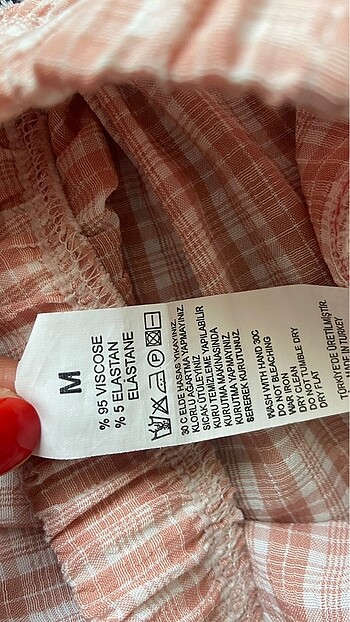 M
% 95 VISCOSE
% 5 ELASTAN
ELASTANE
30 C ELDE HASAS YIKAYINIZ.
KLORLU AĞARTMA YAPMAYINIZ.
SICAK ÜTÜLEYİNİZ
KURU TEMİZLEME YAPILABİLİR
KURUTMA MAKİNASINDA
KURUTMA YAPMAYINIZ.
SEREREK KURUTUNUZ.
WASH WITH HAND 30C
DO NOT BLEACHING
WAR IRON
WAR CLEAN
DO NOT TUMBLE DRY
DRY FLAT
TÜRKİYE'DE ÜRETİLMİŞTİR.
MADE IN TURKEY